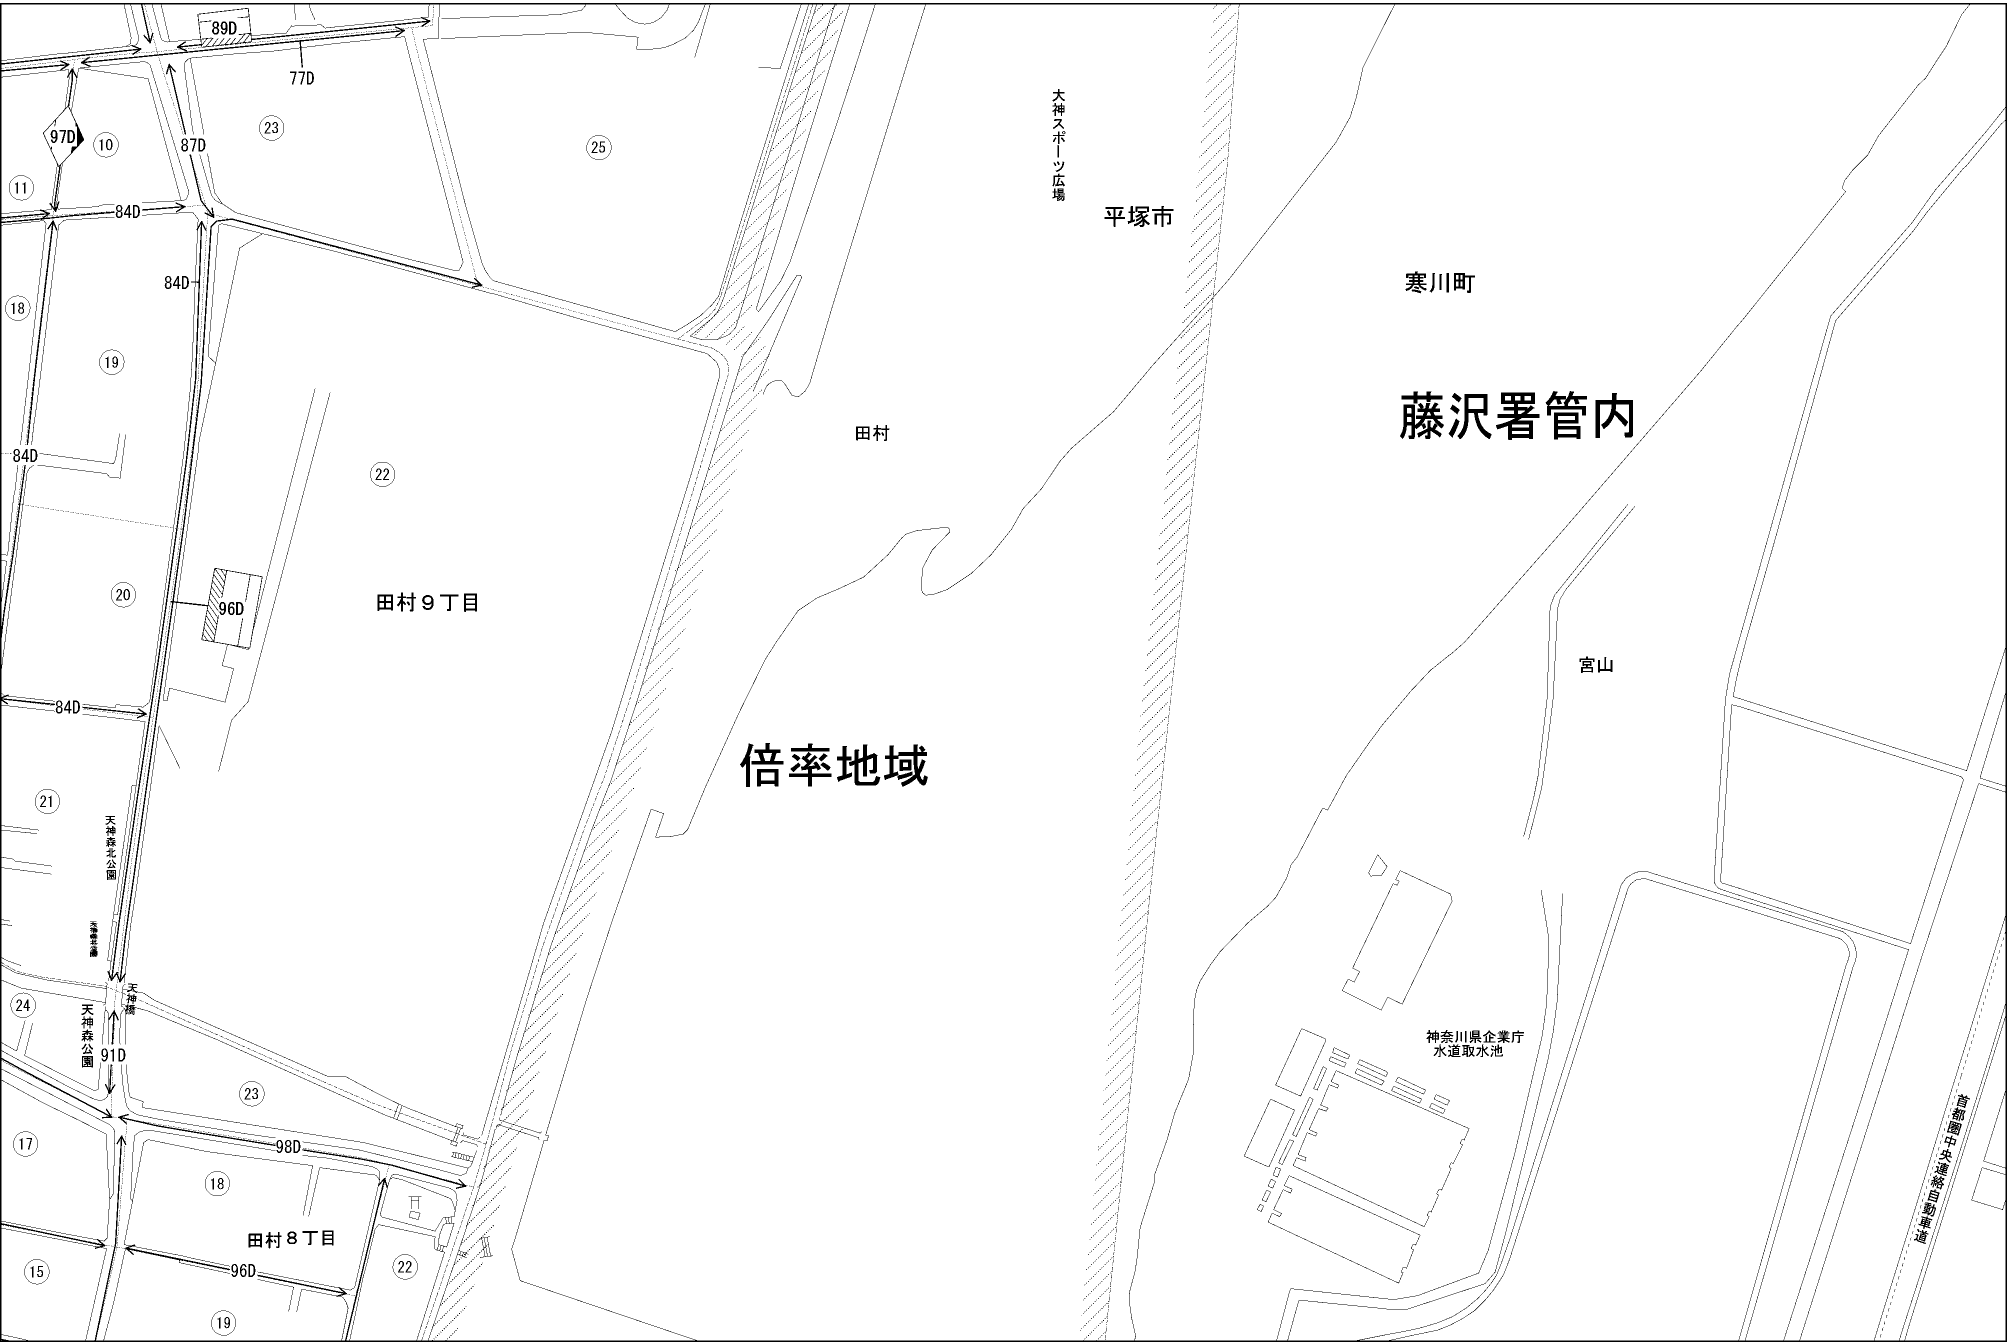 89D
77D
大神スポーツ広場
97D
10
87D
23
25
11
84D
平塚市
84D
寒川町
18
19
藤沢署管内
田村
84D
22
20
96D
田村９丁目
宮山
84D
倍率地域
21
天神森北公園
天神橋
24
天神森公園
91D
神奈川県企業庁
水道取水池
23
首都圏中央連絡自動車道
17
98D
18
田村８丁目
15
96D
22
19